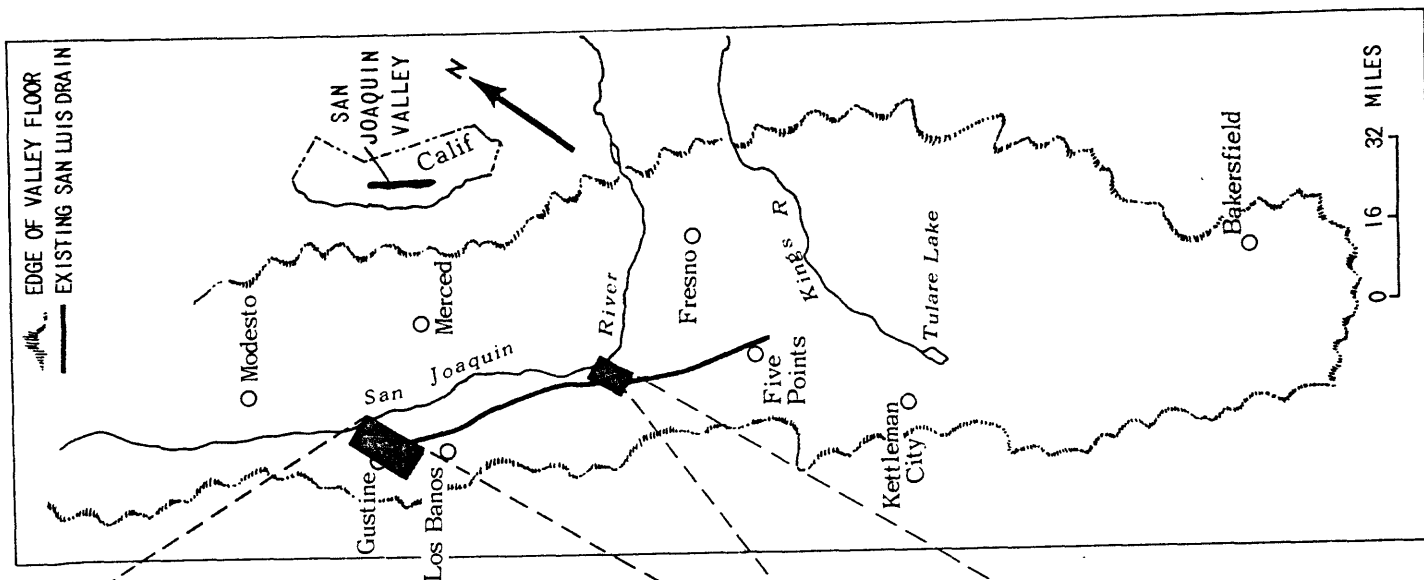 EDGE OF VALLEY FLOOR
EXISTING SAN LUIS DRAIN
N
SAN
JOAQUIN
VALLEY
Calif
Modesto
Merced
San Joaquin River
Gustine
Los Banos
Fresno
Kings R
Five
Points
Tulare Lake
Kettleman
City
Bakersfield
0 16 32 MILES